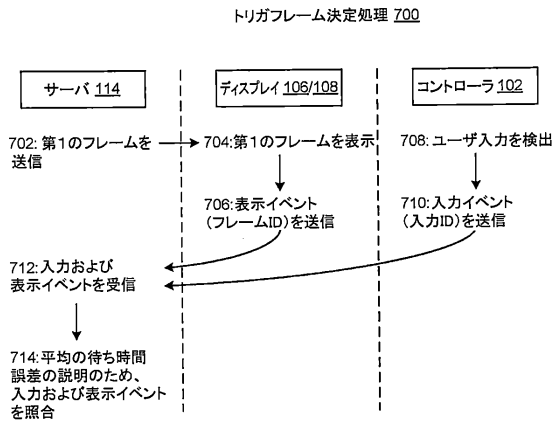 トリガフレーム決定処理 700
サーバ 114
ディスプレイ 106/108
コントローラ 102
702: 第1のフレームを
送信
704:第1のフレームを表示
708: ユーザ入力を検出
706:表示イベント
(フレームID)を送信
710:入力イベント
(入力ID)を送信
712:入力および
表示イベントを受信
714:平均の待ち時間
誤差の説明のため、
入力および表示イベント
を照合